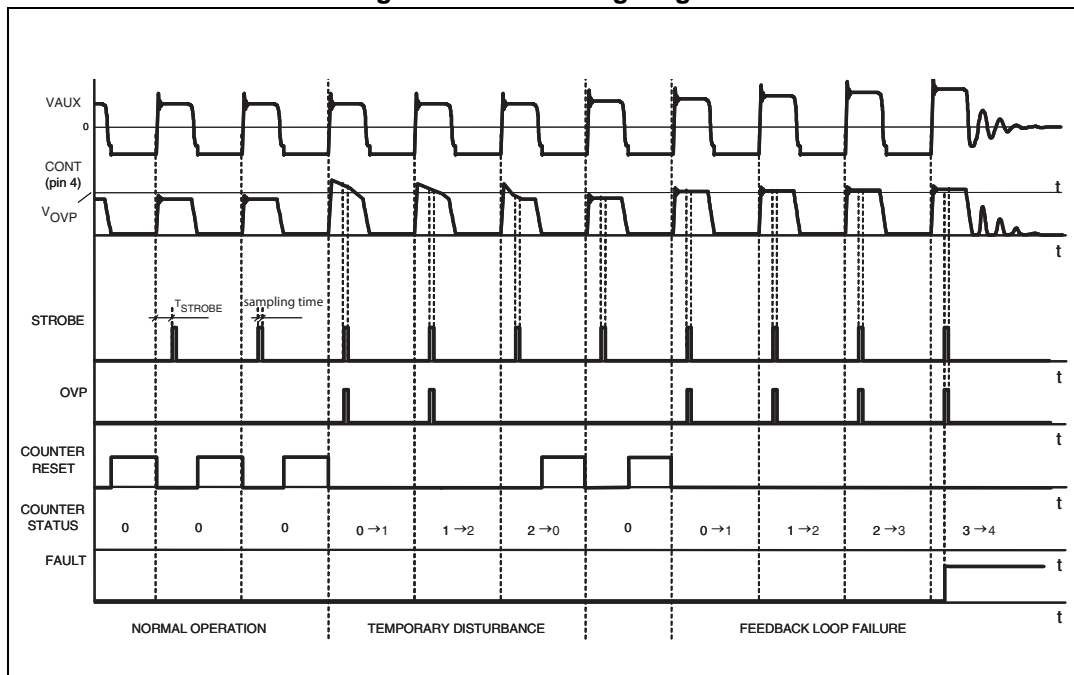 VAUX
0
CONT
(pin 4)
t
VOVP
t
TSTROBE
sampling time
STROBE
t
OVP
t
COUNTER
RESET
t
COUNTER
STATUS
0
0
0
0→1
1→2
2→0
0
0→1
1→2
2→3
3→4
FAULT
t
t
NORMAL OPERATION
TEMPORARY DISTURBANCE
FEEDBACK LOOP FAILURE